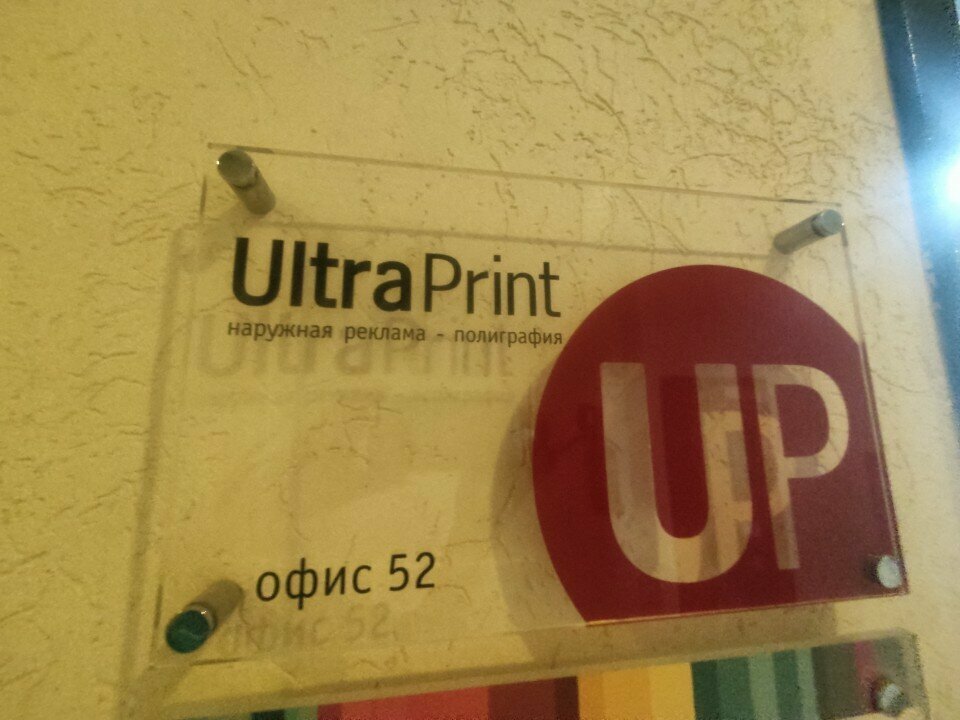 UltraPrint
наружная реклама - полиграфия
UP
офис 52